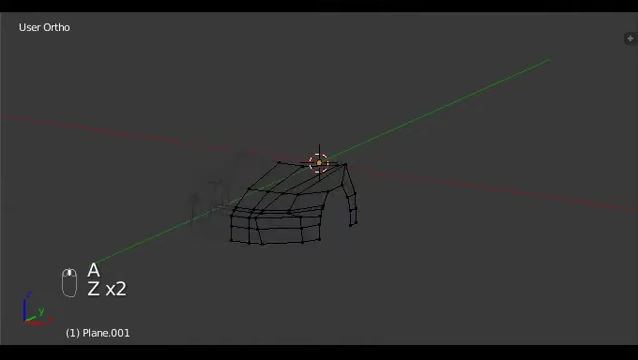 User Ortho
A
Z x2
z
y
(1) Plane.001